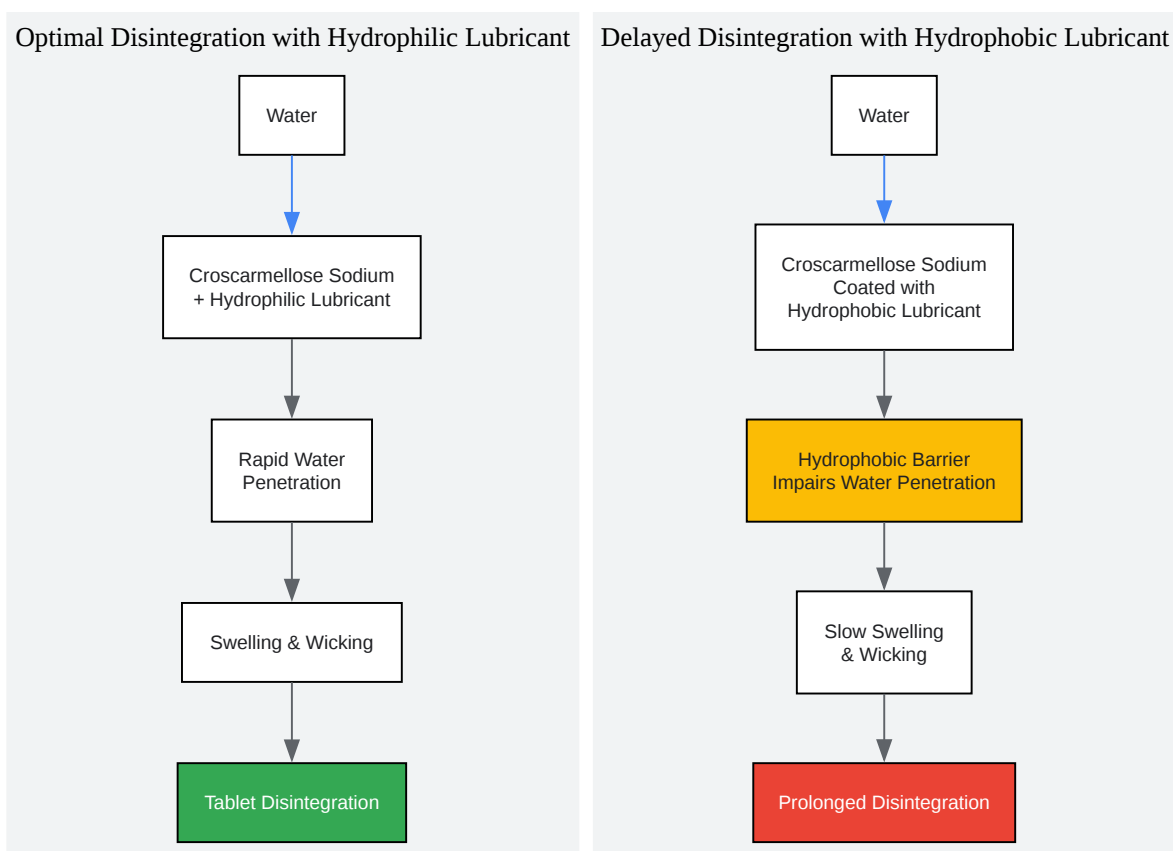 Optimal Disintegration with Hydrophilic Lubricant
Water
Croscarmellose Sodium
+ Hydrophilic Lubricant
Rapid Water
Penetration
Swelling & Wicking
Tablet Disintegration
Delayed Disintegration with Hydrophobic Lubricant
Water
Croscarmellose Sodium
Coated with
Hydrophobic Lubricant
Hydrophobic Barrier
Impairs Water Penetration
Slow Swelling
& Wicking
Prolonged Disintegration